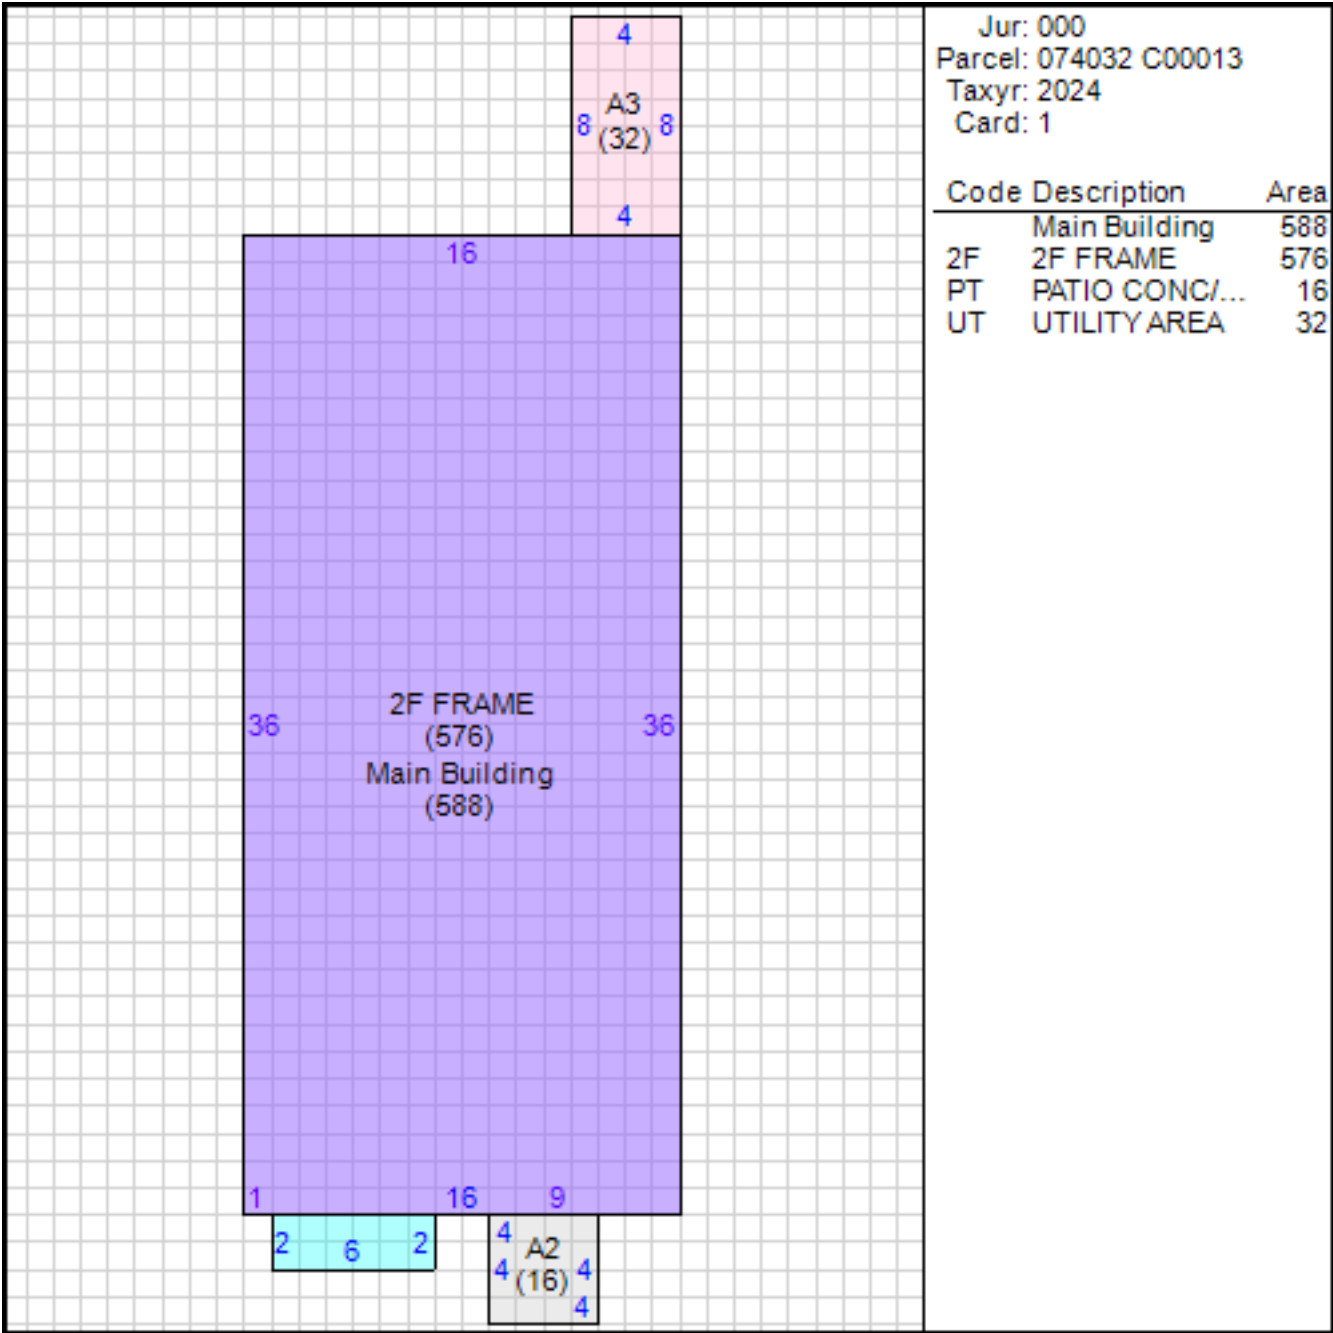 4
A3
8 (32) 8
4
16
2F FRAME
(576)
36 36
Main Building
(588)
1 16 9
2 6 2
4 A2
4 (16) 4
4
Jur: 000
Parcel: 074032 C00013
Taxyr: 2024
Card: 1
Code Description Area
Main Building 588
2F 2F FRAME 576
PT PATIO CONC/... 16
UT UTILITY AREA 32